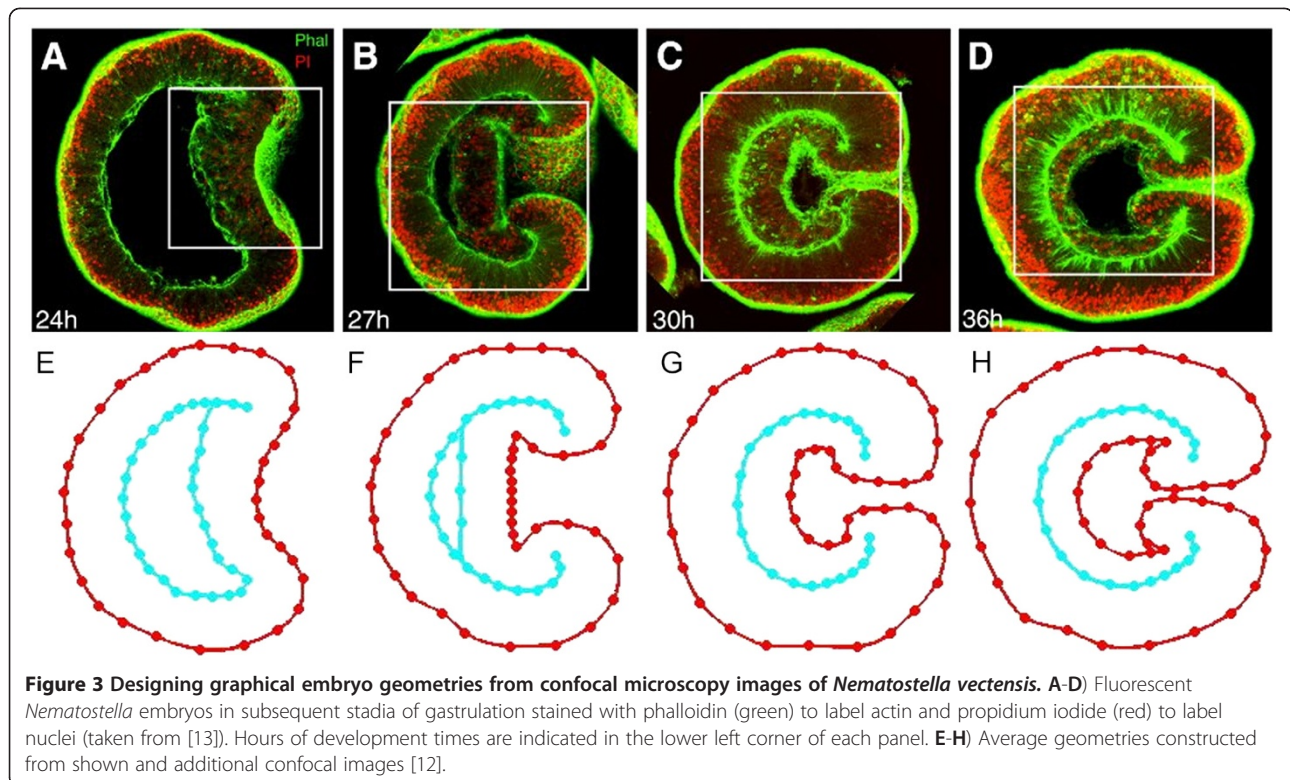 A
Phal
PI
24h
B
27h
C
30h
D
36h
E
F
G
H
Figure 3 Designing graphical embryo geometries from confocal microscopy images of Nematostella vectensis. A-D) Fluorescent
Nematostella embryos in subsequent stadia of gastrulation stained with phalloidin (green) to label actin and propidium iodide (red) to label
nuclei (taken from [13]). Hours of development times are indicated in the lower left corner of each panel. E-H) Average geometries constructed
from shown and additional confocal images [12].